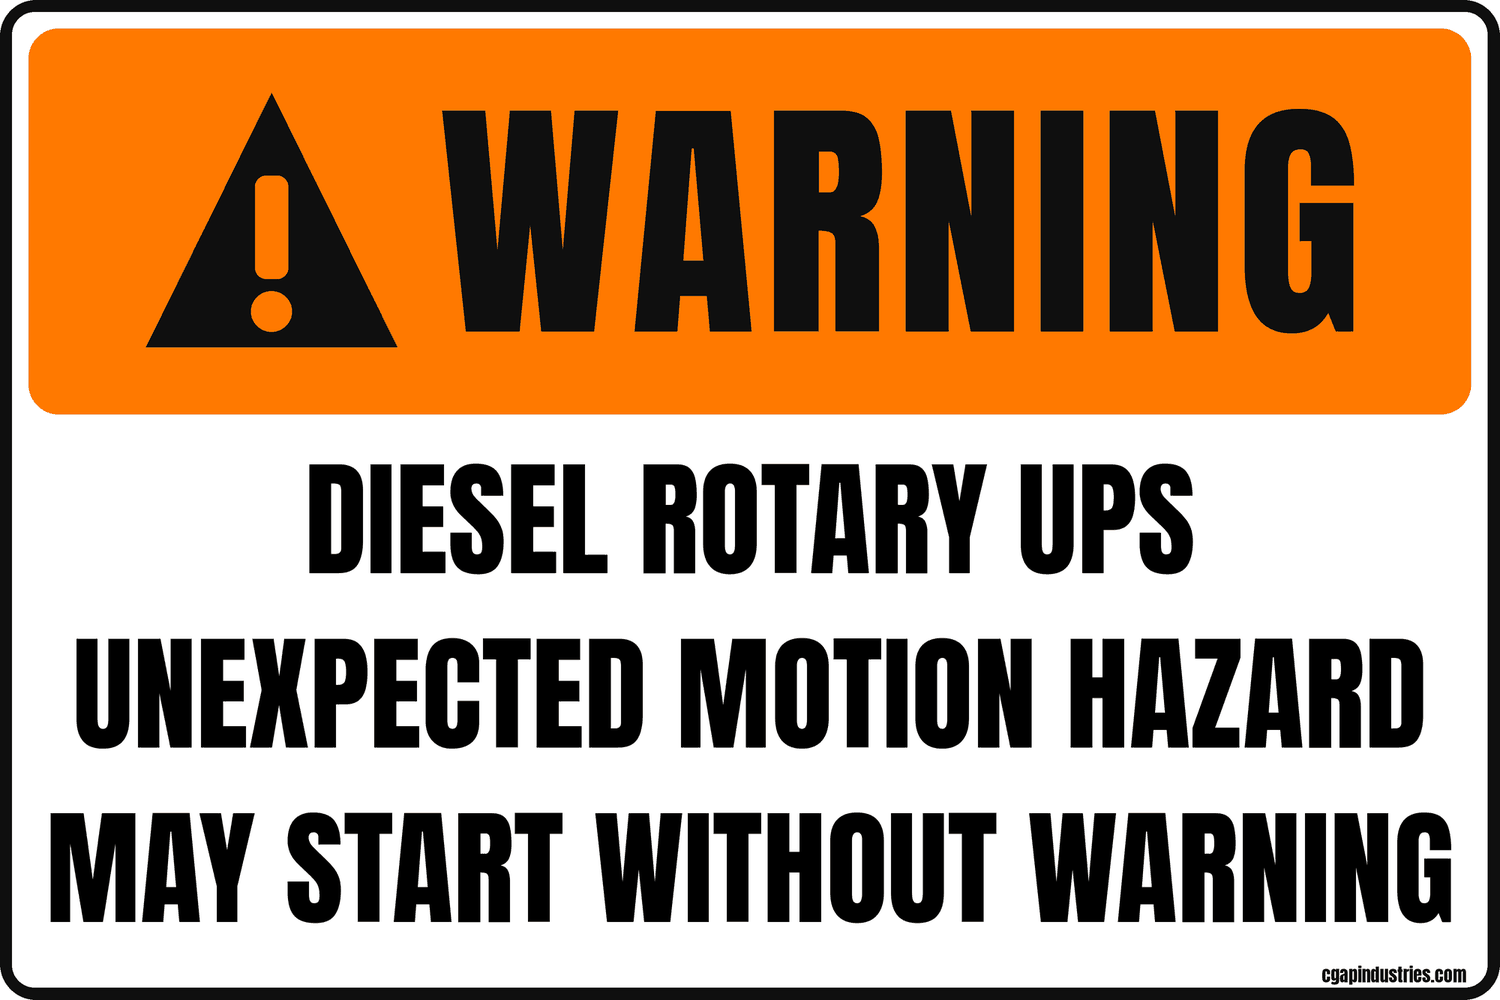 WARNING
DIESEL ROTARY UPS
UNEXPECTED MOTION HAZARD
MAY START WITHOUT WARNING
cgapindustries.com